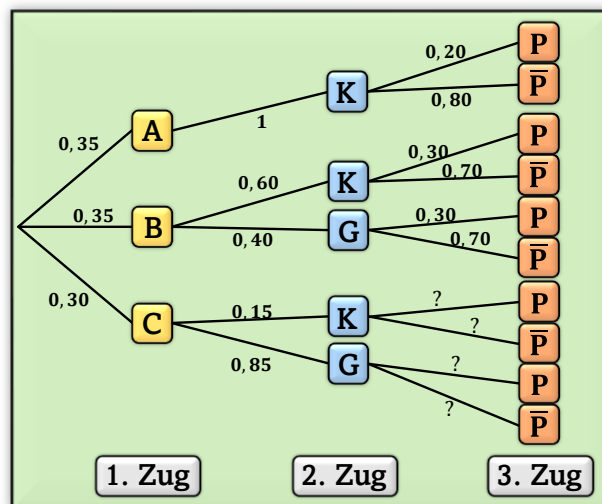 0,20 P
K
0,80 P̅
A
1
0,35
0,30 P
K
0,70 P̅
0,60
0,35 B
0,30 P
0,40 G
0,70 P̅
0,30
? P
0,15 K
? P̅
C
? P
0,85 G
? P̅
1. Zug 2. Zug 3. Zug